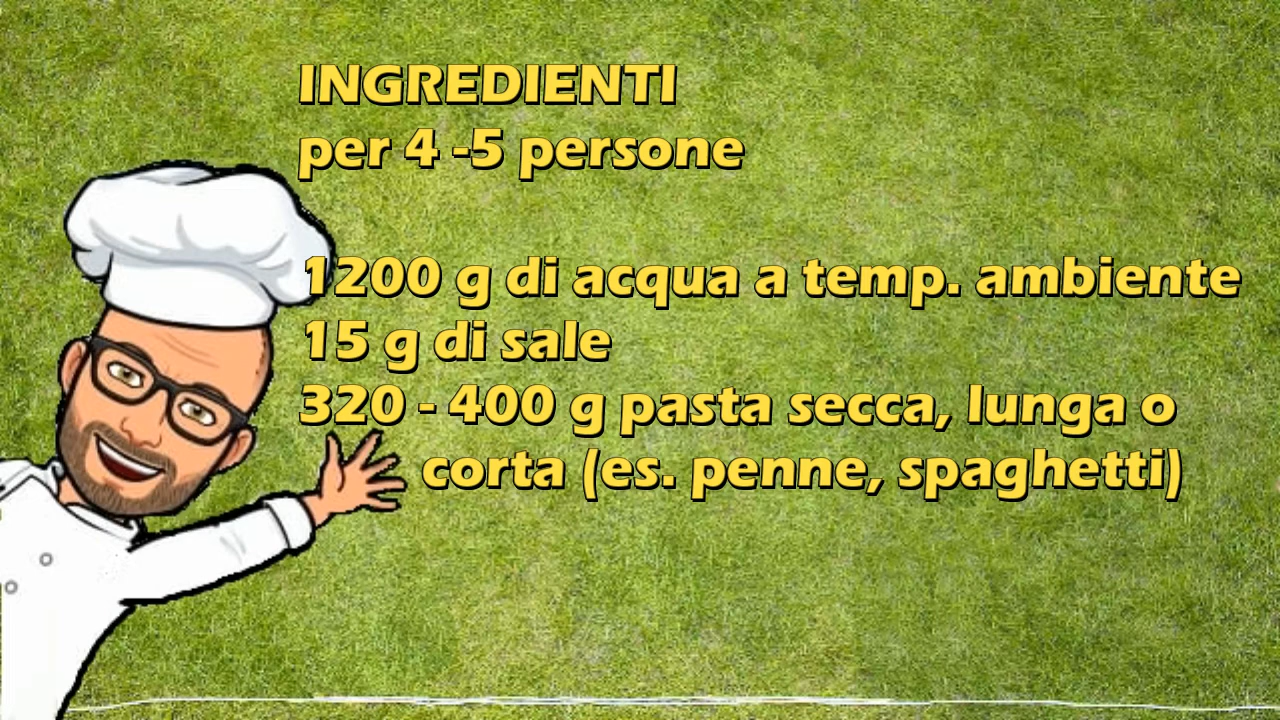 INGREDIENTI
per 4 -5 persone
1200 g di acqua a temp. ambiente
15 g di sale
320 - 400 g pasta secca, lunga o
corta (es. penne, spaghetti)